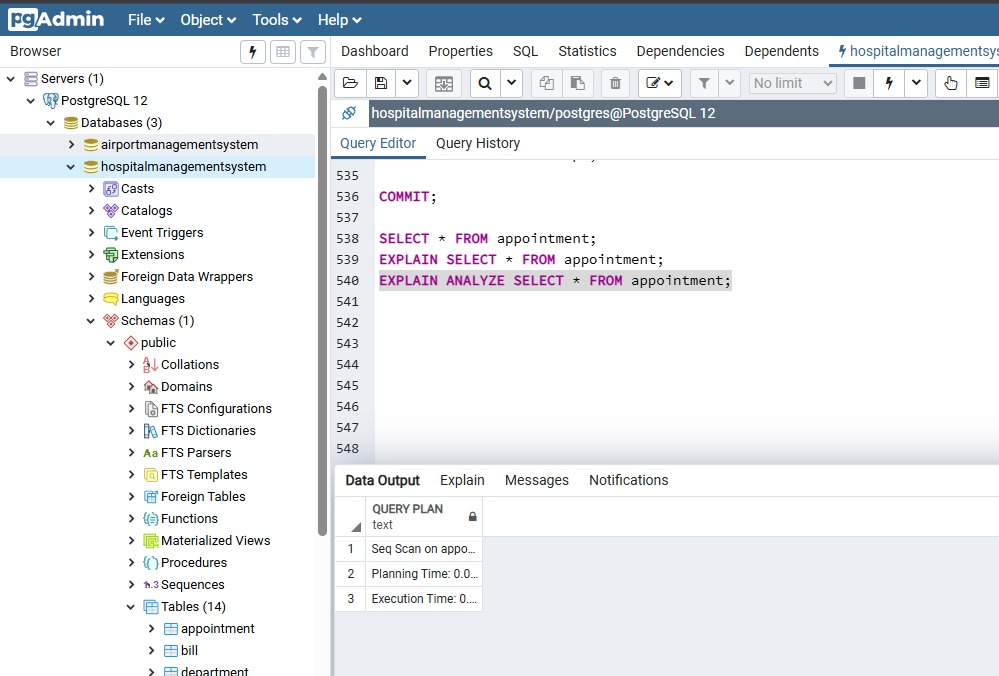 pgAdmin File Object Tools Help
Browser
Dashboard Properties SQL Statistics Dependencies Dependents hospitalmanagementsys
Servers (1)
PostgreSQL 12
Databases (3)
airportmanagementsystem
hospitalmanagementsystem
Casts
Catalogs
Event Triggers
Extensions
Foreign Data Wrappers
Languages
Schemas (1)
public
Collations
Domains
FTS Configurations
FTS Dictionaries
Aa FTS Parsers
FTS Templates
Foreign Tables
Functions
Materialized Views
Procedures
1..3 Sequences
Tables (14)
appointment
bill
department
No limit
hospitalmanagementsystem/postgres@PostgreSQL 12
Query Editor Query History
535
536 COMMIT;
537
538 SELECT * FROM appointment;
539 EXPLAIN SELECT * FROM appointment;
540 EXPLAIN ANALYZE SELECT * FROM appointment;
541
542
543
544
545
546
547
548
Data Output Explain Messages Notifications
QUERY PLAN
text
1 Seq Scan on appo...
2 Planning Time: 0.0...
3 Execution Time: 0....